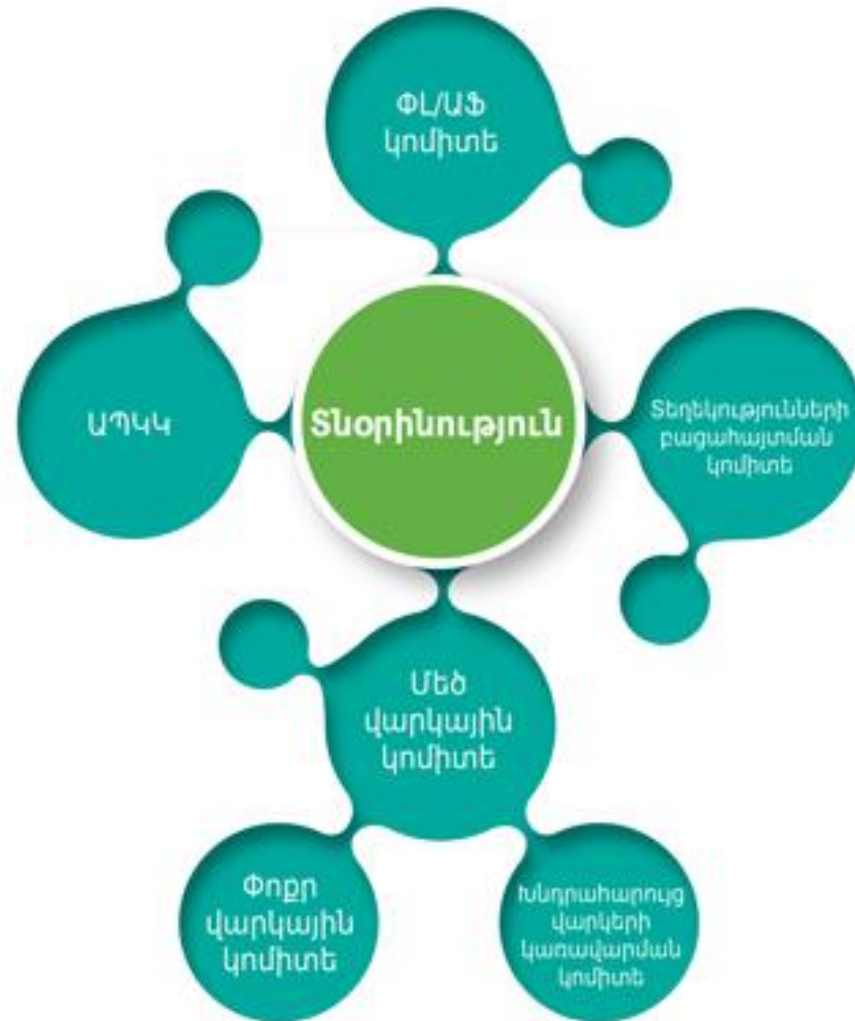 ՓԼ/ԱՖ
կոմիտե
ԱՊԿԿ
Տնօրինություն
Տեղեկությունների
բացահայտման
կոմիտե
Մեծ
վարկային
կոմիտե
Փոքր
վարկային
կոմիտե
Խնդրահարույց
վարկերի
կառավարման
կոմիտե